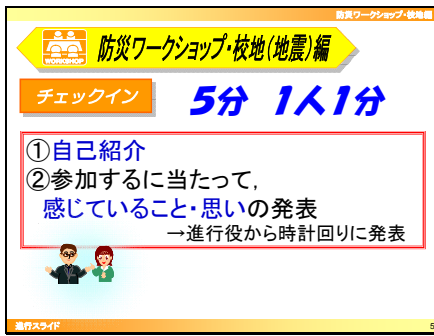 防災ワークショップ・校地編
WORKSHOP
防災ワークショップ・校地(地震)編
チェックイン
5分 1人1分
①自己紹介
②参加するに当たって,
感じていること・思いの発表
→進行役から時計回りに発表
進行スライド
5